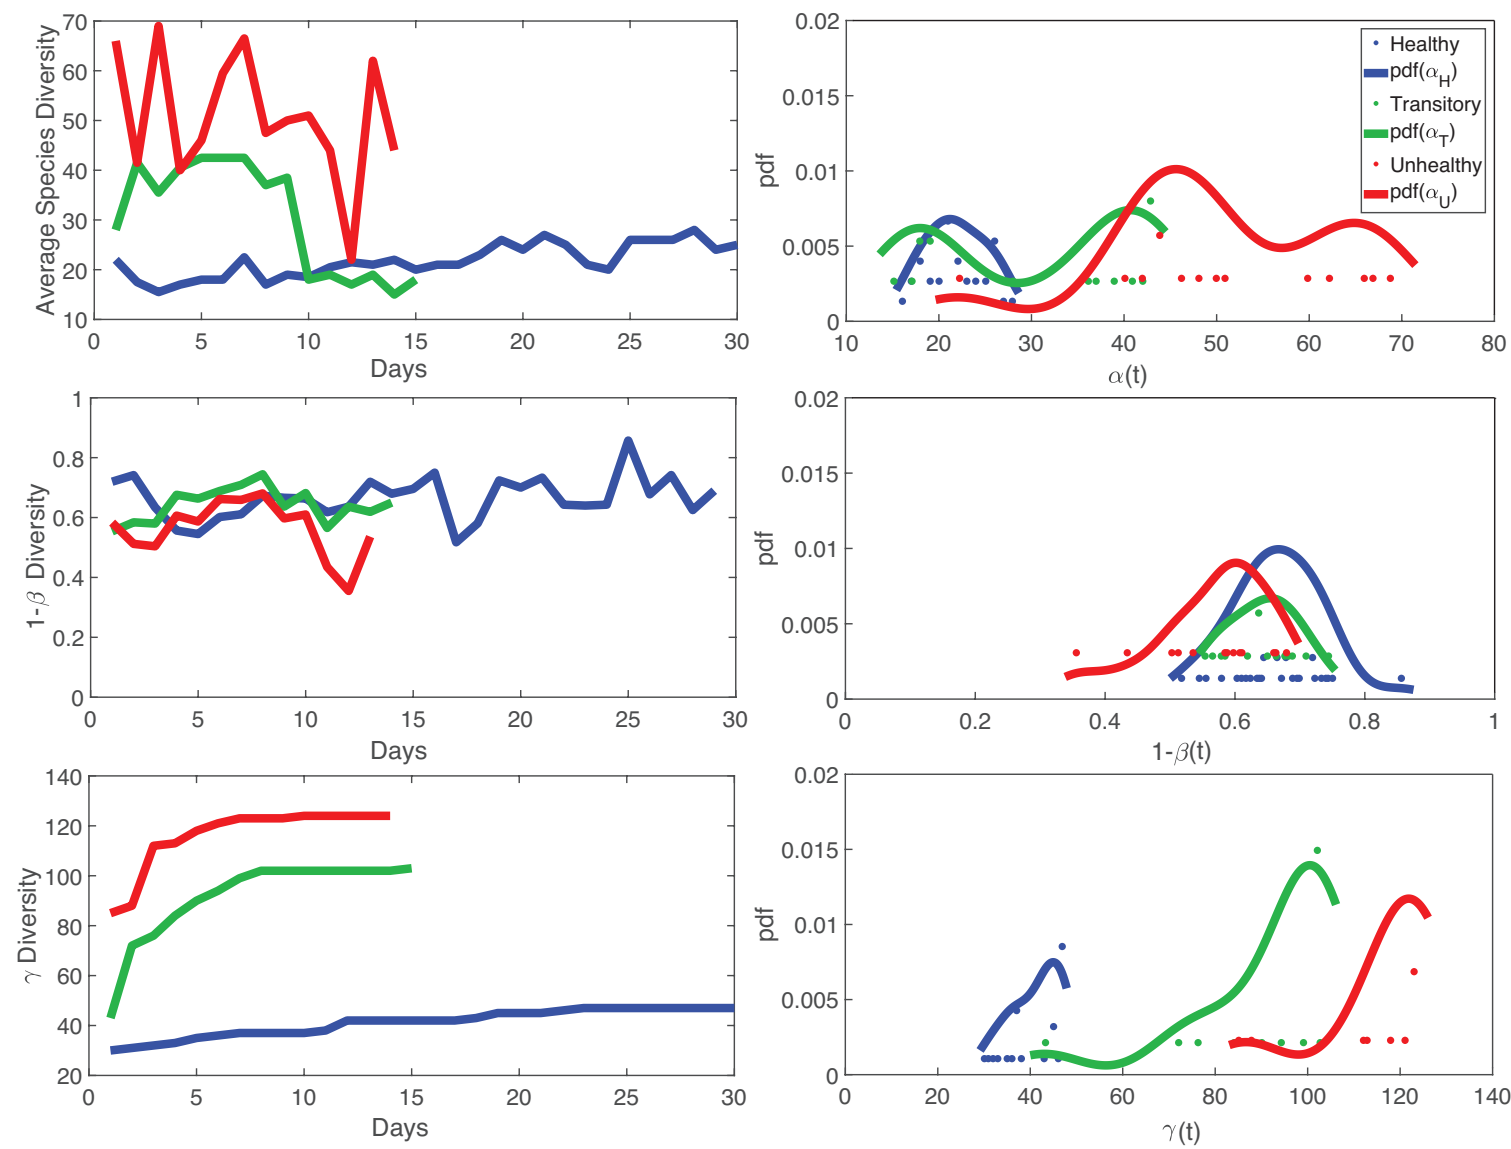 Average Species Diversity
70
60
50
40
30
20
10
0 5 10 15 20 25 30
Days
pdf
0.02
0.015
0.01
0.005
0
10 20 30 40 50 60 70 80
α(t)
Healthy
pdf(α_H)
Transitory
pdf(α_T)
Unhealthy
pdf(α_U)
1-β Diversity
1
0.8
0.6
0.4
0.2
0
0 5 10 15 20 25 30
Days
pdf
0.02
0.015
0.01
0.005
0
0 0.2 0.4 0.6 0.8 1
1-β(t)
γ Diversity
140
120
100
80
60
40
20
0 5 10 15 20 25 30
Days
pdf
0.02
0.015
0.01
0.005
0
0 20 40 60 80 100 120 140
γ(t)